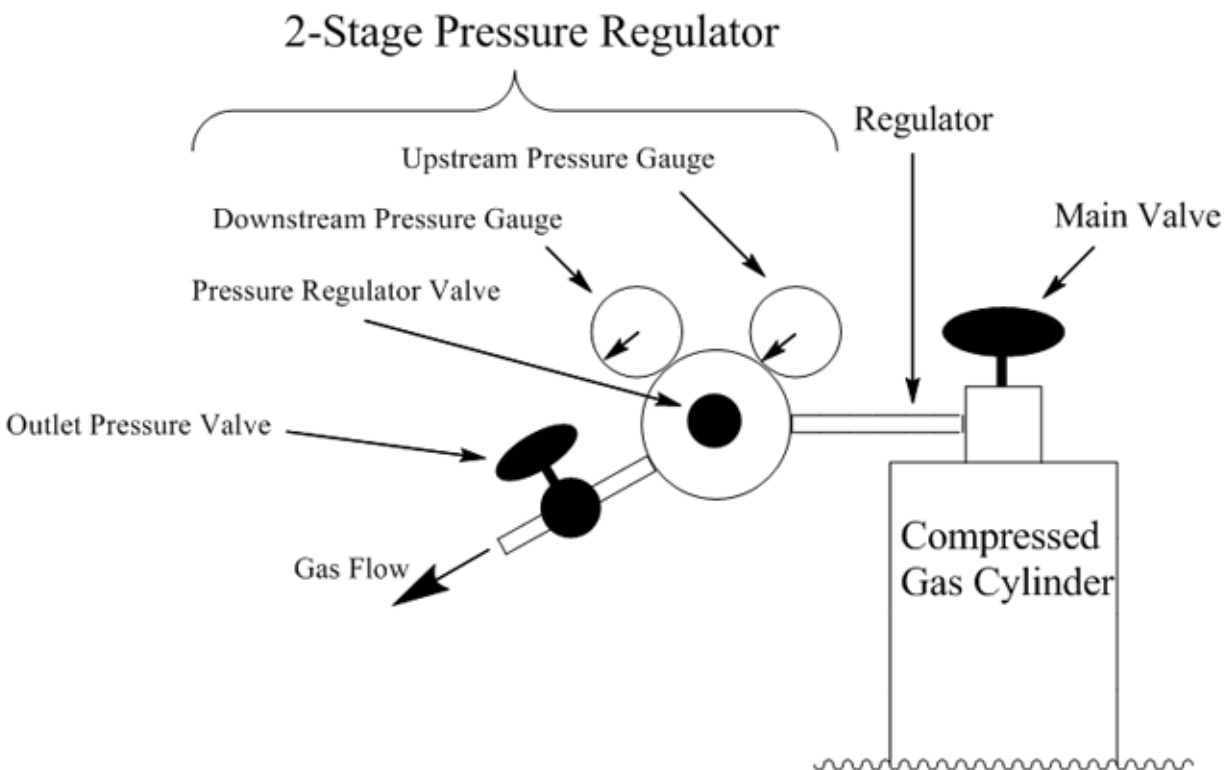 2-Stage Pressure Regulator
Regulator
Upstream Pressure Gauge
Downstream Pressure Gauge
Main Valve
Pressure Regulator Valve
Outlet Pressure Valve
Gas Flow
Compressed
Gas Cylinder